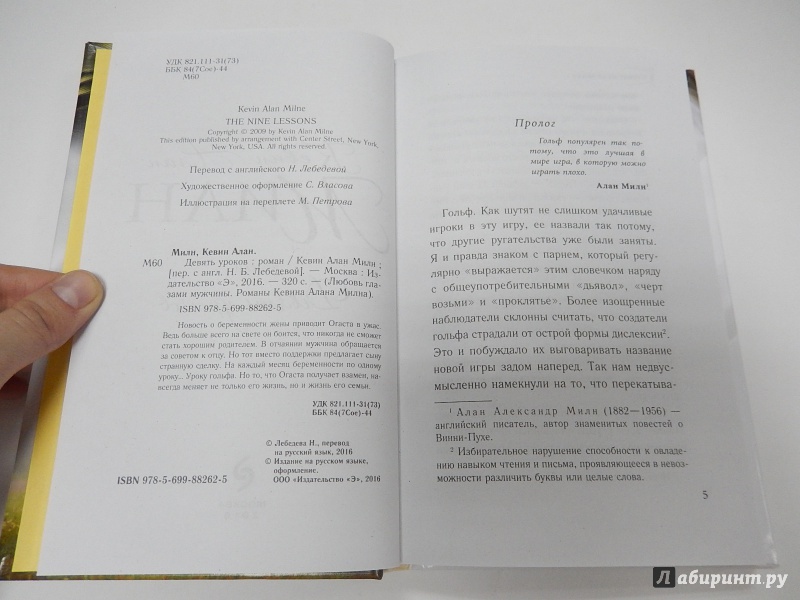 УДК 821.111-31(73)
ББК 84(7Сое)-44
М60
Kevin Alan Milne
THE NINE LESSONS
Copyright © 2009 by Kevin Alan Milne
This edition published by arrangement with Center Street, New York,
New York, USA. All rights reserved.
Перевод с английского Н. Лебедевой
Художественное оформление С. Власова
Иллюстрация на переплете М. Петрова
Милн, Кевин Алан.
М60 Девять уроков : роман / Кевин Алан Милн ;
[пер. с англ. Н. Б. Лебедевой]. — Москва : Из-
дательство «Э», 2016. — 320 с. — (Любовь гла-
зами мужчины. Романы Кевина Алана Милна).
ISBN 978-5-699-88262-5
Новость о беременности жены приводит Огаста в ужас.
Ведь больше всего на свете он боится, что никогда не сможет
стать хорошим родителем. В отчаянии мужчина обращается
за советом к отцу. Но тот вместо поддержки предлагает сыну
странную сделку. На каждый месяц беременности по одному
уроку... Уроку гольфа. Но то, что Огаста получает взамен, на-
всегда меняет не только его жизнь, но и жизнь его семьи.
УДК 821.111-31(73)
ББК 84(7Сое)-44
© Лебедева Н., перевод
на русский язык, 2016
© Издание на русском языке,
оформление.
ООО «Издательство «Э», 2016
ISBN 978-5-699-88262-5
Пролог
Гольф популярен так по-
тому, что это лучшая в
мире игра, в которую можно
играть плохо.
Алан Милн¹
Гольф. Как шутят не слишком удачливые
игроки в эту игру, ее назвали так потому,
что другие ругательства уже были заняты.
Я и правда знаком с парнем, который регу-
лярно «выражается» этим словечком наряду
с общеупотребительными «дьявол», «черт
возьми» и «проклятье». Более изощренные
наблюдатели склонны считать, что создатели
гольфа страдали от острой формы дислексии².
Это и побуждало их выговаривать название
новой игры задом наперед. Так нам недвус-
мысленно намекнули на то, что перекатыва-
¹ Алан Александр Милн (1882—1956) —
английский писатель, автор знаменитых повестей о
Винни-Пухе.
² Избирательное нарушение способности к овладе-
нию навыком чтения и письма, проявляющееся в невоз-
можности различить буквы или целые слова.
5
Лабиринт.ру